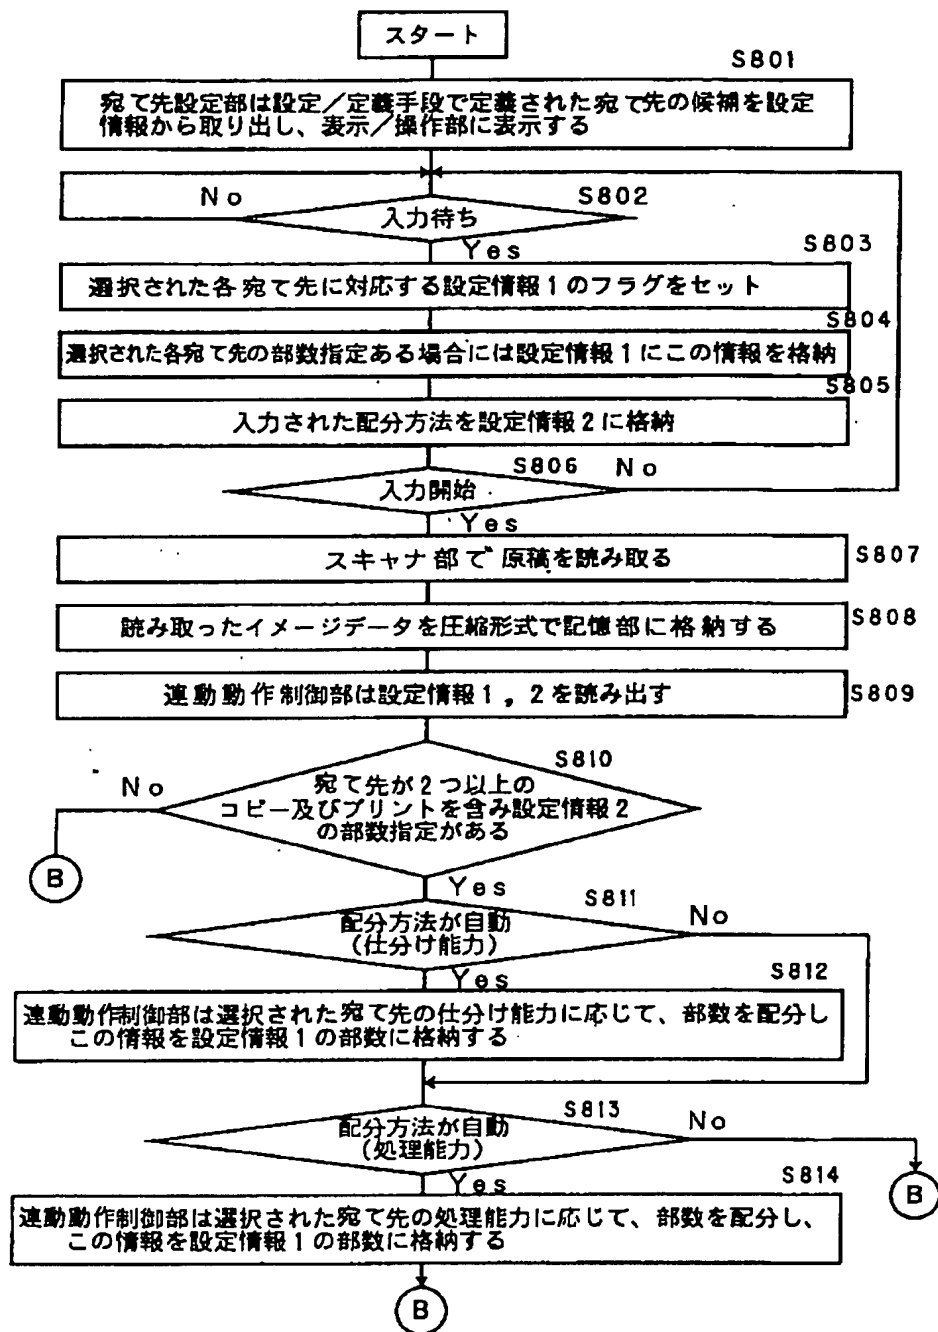 スタート
S801
宛て先設定部は設定／定義手段で定義された宛て先の候補を設定
情報から取り出し、表示／操作部に表示する
No
S802
入力待ち
Yes
S803
選択された各宛て先に対応する設定情報1のフラグをセット
S804
選択された各宛て先の部数指定ある場合には設定情報1にこの情報を格納
S805
入力された配分方法を設定情報2に格納
S806
No
入力開始
Yes
スキャナ部で原稿を読み取る
S807
読み取ったイメージデータを圧縮形式で記憶部に格納する
S808
連動動作制御部は設定情報1，2を読み出す
S809
S810
No
宛て先が2つ以上の
コピー及びプリントを含み設定情報2
の部数指定がある
B
Yes
S811
No
配分方法が自動
(仕分け能力)
Yes
S812
連動動作制御部は選択された宛て先の仕分け能力に応じて、部数を配分し
この情報を設定情報1の部数に格納する
S813
No
配分方法が自動
(処理能力)
Yes
S814
B
連動動作制御部は選択された宛て先の処理能力に応じて、部数を配分し、
この情報を設定情報1の部数に格納する
B